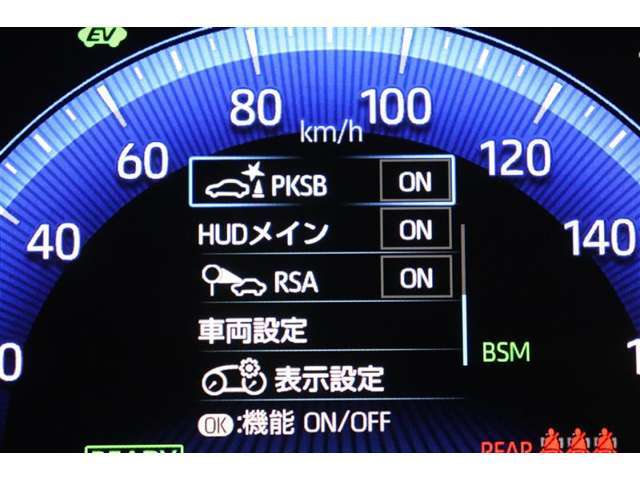 EV
80
100
km/h
60
120
PKSB ON
HUDメイン ON
40
140
RSA ON
車両設定
BSM
表示設定
OK:機能 ON/OFF
READY
REAR